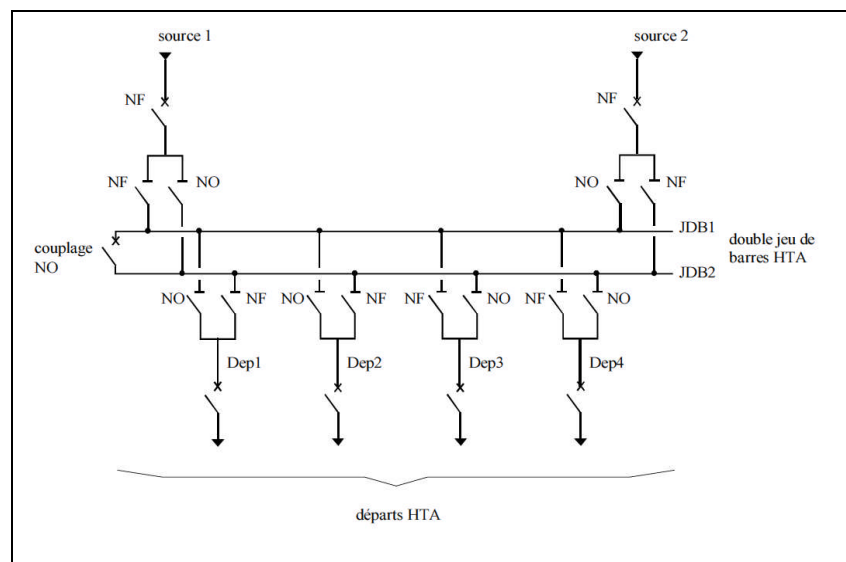 source 1
source 2
NF
NF
NF
NO
NO
NF
couplage
NO
JDB1
double jeu de
barres HTA
JDB2
NO
NF
NO
NF
NF
NO
NF
NO
Dep1
Dep2
Dep3
Dep4
départs HTA